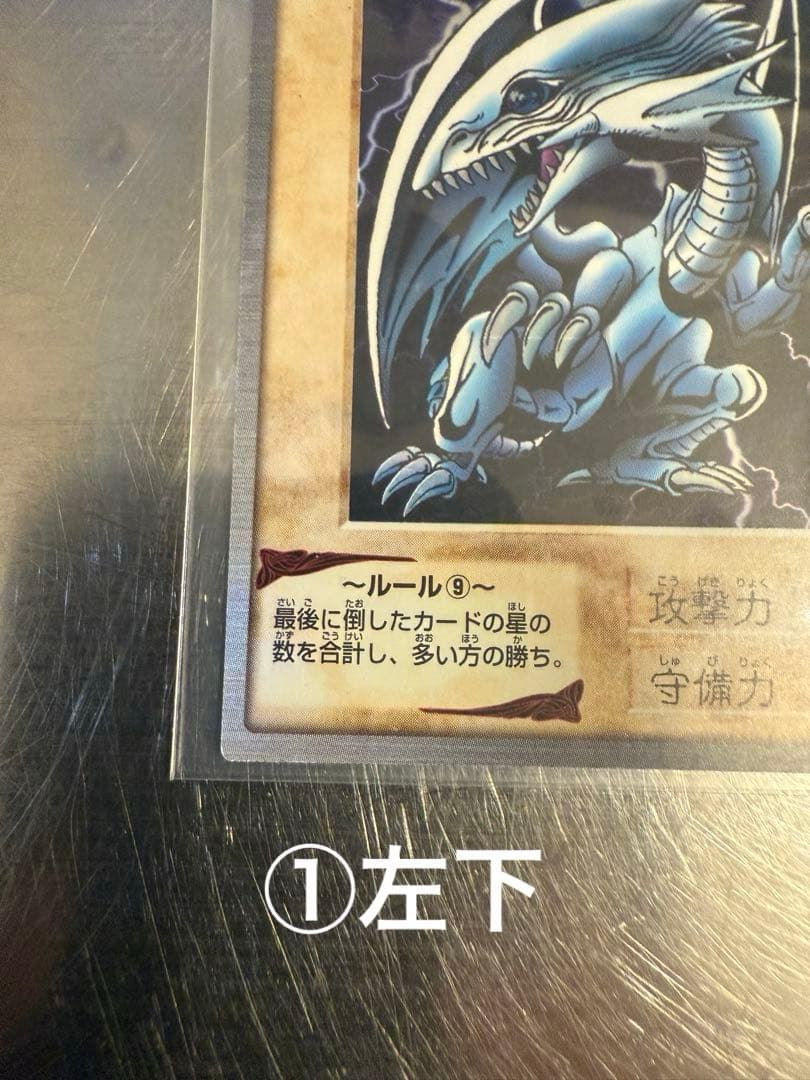 ～ルール⑨～
最後に倒したカードの星の
数を合計し、多い方の勝ち。
攻撃力
守備力
①左下